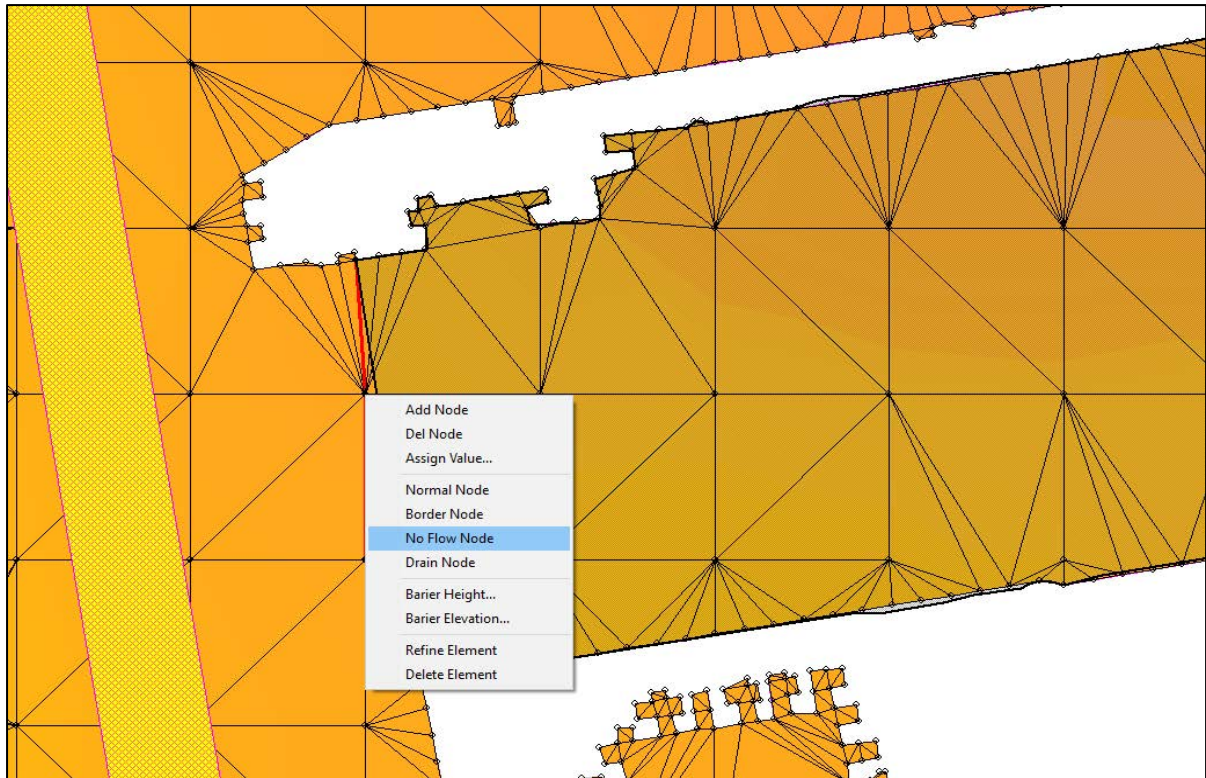 Add Node
Del Node
Assign Value...
Normal Node
Border Node
No Flow Node
Drain Node
Barier Height...
Barier Elevation...
Refine Element
Delete Element